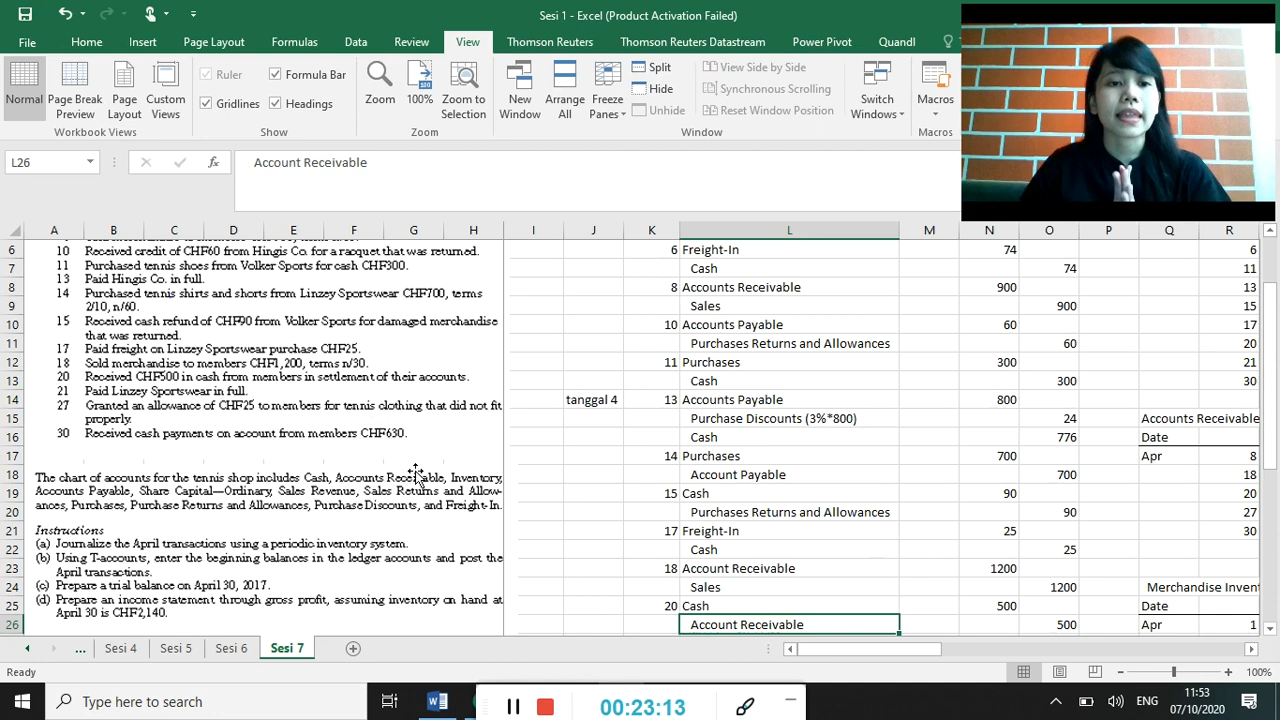 Sesi 1 - Excel (Product Activation Failed)
File Home Insert Page Layout Formulas Data Review View Thomson Reuters Thomson Reuters Datastream Power Pivot Quandl
Normal Page Break Preview Page Layout Custom Views
Workbook Views
Ruler Formula Bar
Gridlines Headings
Show
Zoom 100% Zoom to Selection
Zoom
New Window Arrange All Freeze Panes
Split
Hide
Unhide
View Side by Side
Synchronous Scrolling
Reset Window Position
Window
Switch Windows
Macros
Macros
L26 fx Account Receivable
A B C D E F G H I J K L M N O P Q R
10 Received credit of CHF60 from Hingis Co. for a racquet that was returned.
11 Purchased tennis shoes from Volker Sports for cash CHF300.
13 Paid Hingis Co. in full.
14 Purchased tennis shirts and shorts from Linzey Sportswear CHF700, terms
2/10, n/60.
15 Received cash refund of CHF90 from Volker Sports for damaged merchandise
that was returned.
17 Paid freight on Linzey Sportswear purchase CHF25.
18 Sold merchandise to members CHF1,200, terms n/30.
20 Received CHF500 in cash from members in settlement of their accounts.
21 Paid Linzey Sportswear in full.
27 Granted an allowance of CHF25 to members for tennis clothing that did not fit
properly.
30 Received cash payments on account from members CHF630.
The chart of accounts for the tennis shop includes Cash, Accounts Receivable, Inventory,
Accounts Payable, Share Capital—Ordinary, Sales Revenue, Sales Returns and Allow-
ances, Purchases, Purchase Returns and Allowances, Purchase Discounts, and Freight-In.
Instructions
(a) Journalize the April transactions using a periodic inventory system.
(b) Using T-accounts, enter the beginning balances in the ledger accounts and post the
April transactions.
(c) Prepare a trial balance on April 30, 2017.
(d) Prepare an income statement through gross profit, assuming inventory on hand at
April 30 is CHF2,140.
6 6 Freight-In 74 6
7 Cash 74 11
8 8 Accounts Receivable 900 13
9 Sales 900 15
10 10 Accounts Payable 60 17
11 Purchases Returns and Allowances 60 20
12 11 Purchases 300 21
13 Cash 300 30
14 tanggal 4 13 Accounts Payable 800
15 Purchase Discounts (3%*800) 24 Accounts Receivable
16 Cash 776 Date
17 14 Purchases 700 Apr 8
18 Account Payable 700 18
19 15 Cash 90 20
20 Purchases Returns and Allowances 90 27
21 17 Freight-In 25 30
22 Cash 25
23 18 Account Receivable 1200
24 Sales 1200 Merchandise Invent
25 20 Cash 500 Date
26 Account Receivable 500 Apr 1
... Sesi 4 Sesi 5 Sesi 6 Sesi 7
Ready 100%
Type here to search
00:23:13
ENG
11:53
07/10/2020